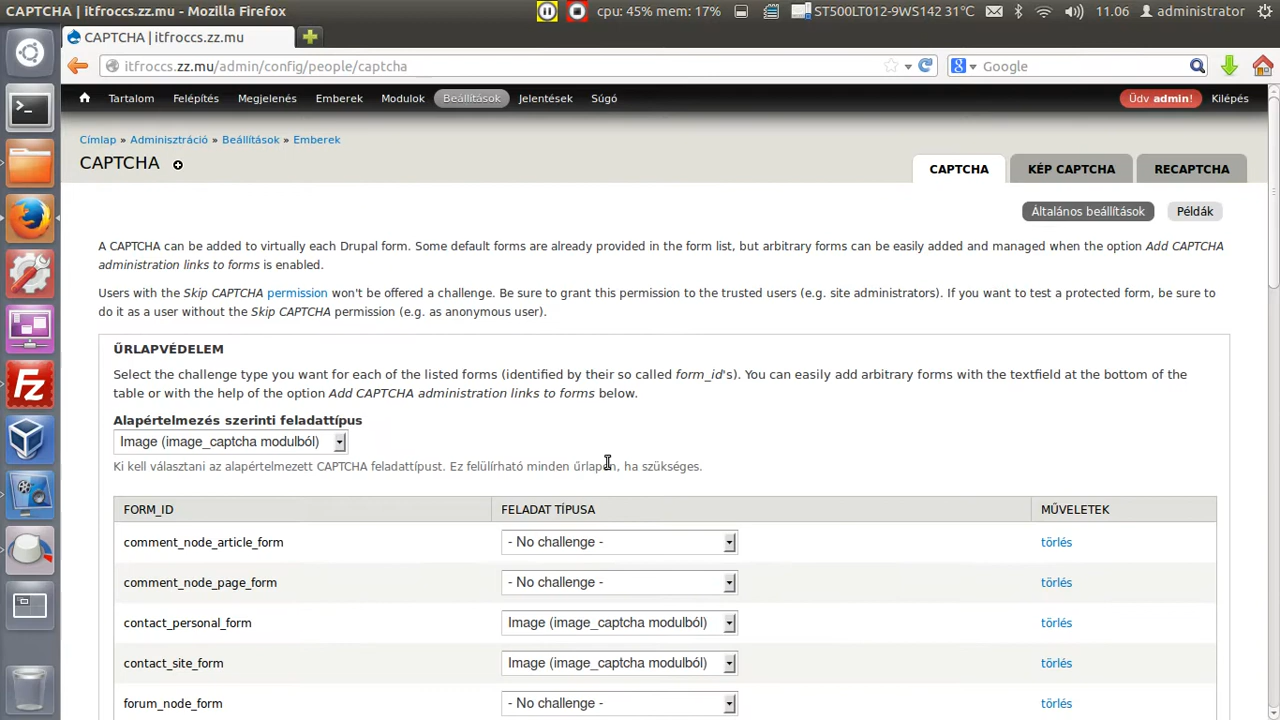 CAPTCHA | itfroccs.zz.mu - Mozilla Firefox
cpu: 45% mem: 17%
ST500LT012-9WS142 31°C
11.06
administrator
CAPTCHA | itfroccs.zz.mu
itfroccs.zz.mu/admin/config/people/captcha
Google
Tartalom
Felépítés
Megjelenés
Emberek
Modulok
Beállítások
Jelentések
Súgó
Üdv admin!
Kilépés
Címlap » Adminisztráció » Beállítások » Emberek
CAPTCHA
CAPTCHA
KÉP CAPTCHA
RECAPTCHA
Általános beállítások
Példák
A CAPTCHA can be added to virtually each Drupal form. Some default forms are already provided in the form list, but arbitrary forms can be easily added and managed when the option Add CAPTCHA
administration links to forms is enabled.
Users with the Skip CAPTCHA permission won't be offered a challenge. Be sure to grant this permission to the trusted users (e.g. site administrators). If you want to test a protected form, be sure to
do it as a user without the Skip CAPTCHA permission (e.g. as anonymous user).
ŰRLAPVÉDELEM
Select the challenge type you want for each of the listed forms (identified by their so called form_id's). You can easily add arbitrary forms with the textfield at the bottom of the
table or with the help of the option Add CAPTCHA administration links to forms below.
Alapértelmezés szerinti feladattípus
Image (image_captcha modulból)
Ki kell választani az alapértelmezett CAPTCHA feladattípust. Ez felülírható minden űrlapon, ha szükséges.
FORM_ID
FELADAT TÍPUSA
MŰVELETEK
comment_node_article_form
- No challenge -
törlés
comment_node_page_form
- No challenge -
törlés
contact_personal_form
Image (image_captcha modulból)
törlés
contact_site_form
Image (image_captcha modulból)
törlés
forum_node_form
- No challenge -
törlés